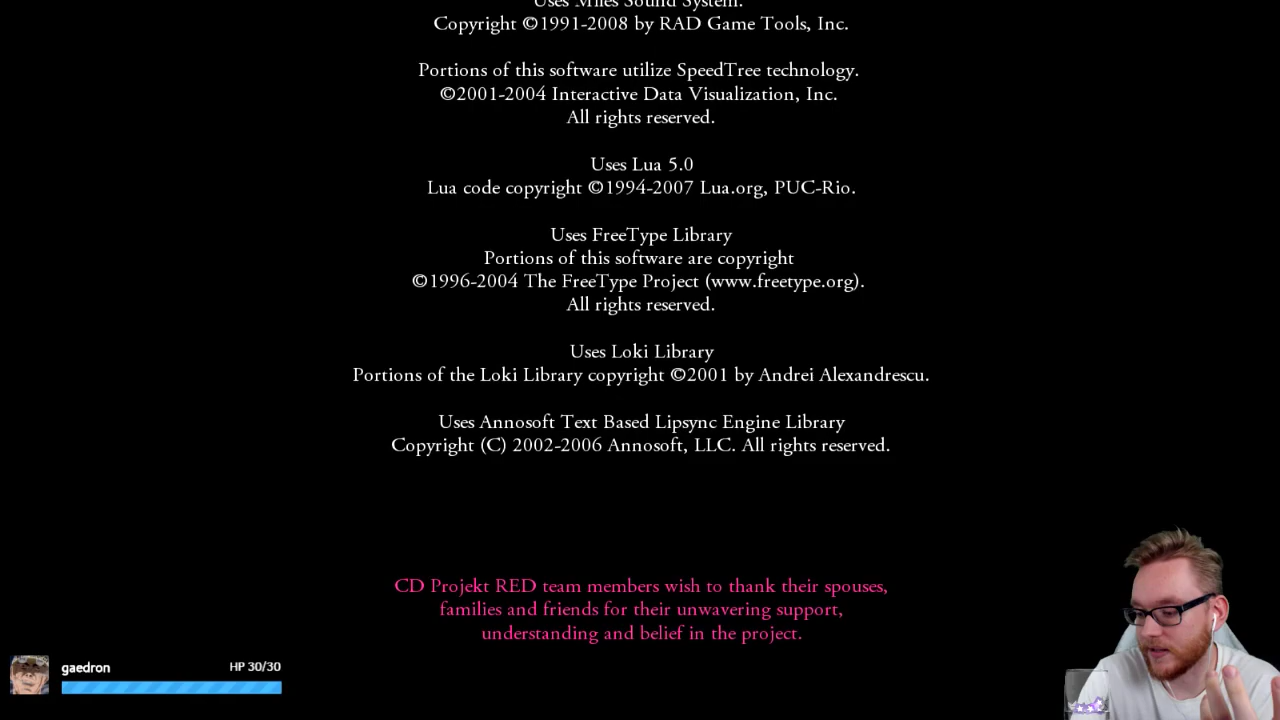 Uses Miles Sound System.
Copyright ©1991-2008 by RAD Game Tools, Inc.
Portions of this software utilize SpeedTree technology.
©2001-2004 Interactive Data Visualization, Inc.
All rights reserved.
Uses Lua 5.0
Lua code copyright ©1994-2007 Lua.org, PUC-Rio.
Uses FreeType Library
Portions of this software are copyright
©1996-2004 The FreeType Project (www.freetype.org).
All rights reserved.
Uses Loki Library
Portions of the Loki Library copyright ©2001 by Andrei Alexandrescu.
Uses Annosoft Text Based Lipsync Engine Library
Copyright (C) 2002-2006 Annosoft, LLC. All rights reserved.
CD Projekt RED team members wish to thank their spouses,
families and friends for their unwavering support,
understanding and belief in the project.
gaedron HP 30/30